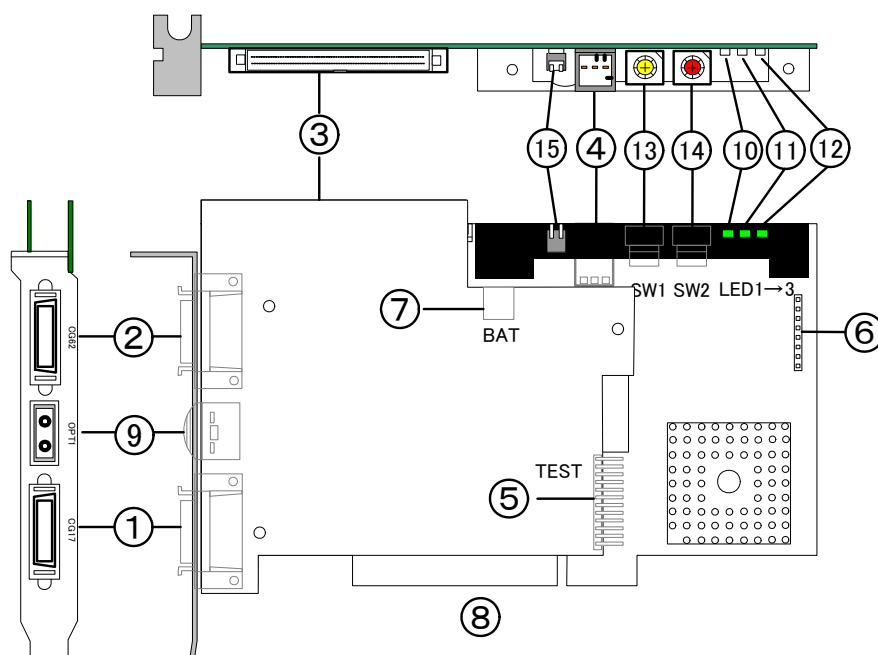 ③
⑮ ④ ⑬ ⑭ ⑩ ⑪ ⑫
SW1 SW2 LED1→3
⑦
BAT
⑥
② CG62
⑨ OPT1
① CG17
TEST
⑤
⑧